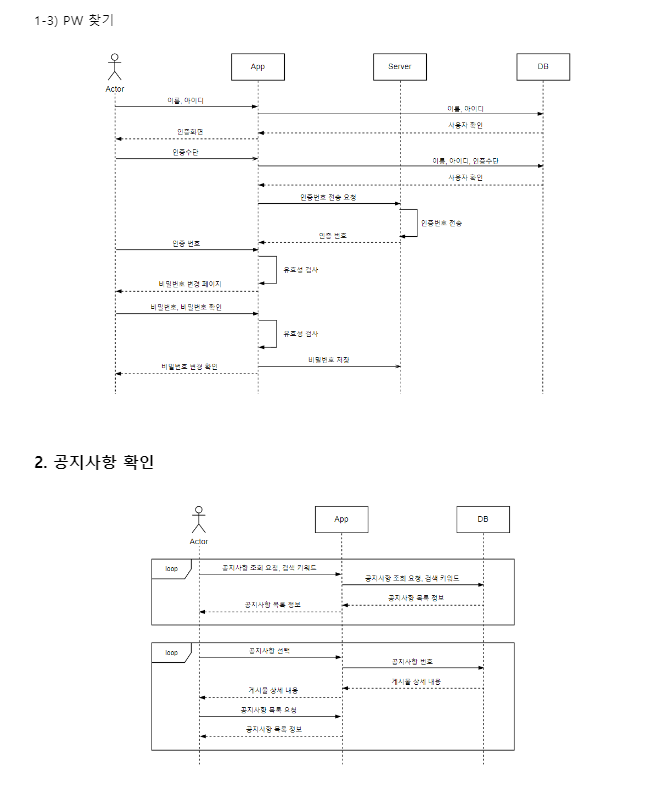 1-3) PW 찾기
Actor
App
Server
DB
이름, 아이디
이름, 아이디
사용자 확인
인증화면
인증수단
이름, 아이디, 인증수단
사용자 확인
인증번호 전송 요청
인증번호 전송
인증 번호
인증 번호
유효성 검사
비밀번호 변경 페이지
비밀번호, 비밀번호 확인
유효성 검사
비밀번호 저장
비밀번호 변경 확인
2. 공지사항 확인
Actor
App
DB
loop
공지사항 조회 요청, 검색 키워드
공지사항 조회 요청, 검색 키워드
공지사항 목록 정보
공지사항 목록 정보
loop
공지사항 선택
공지사항 번호
게시물 상세 내용
게시물 상세 내용
공지사항 목록 요청
공지사항 목록 정보